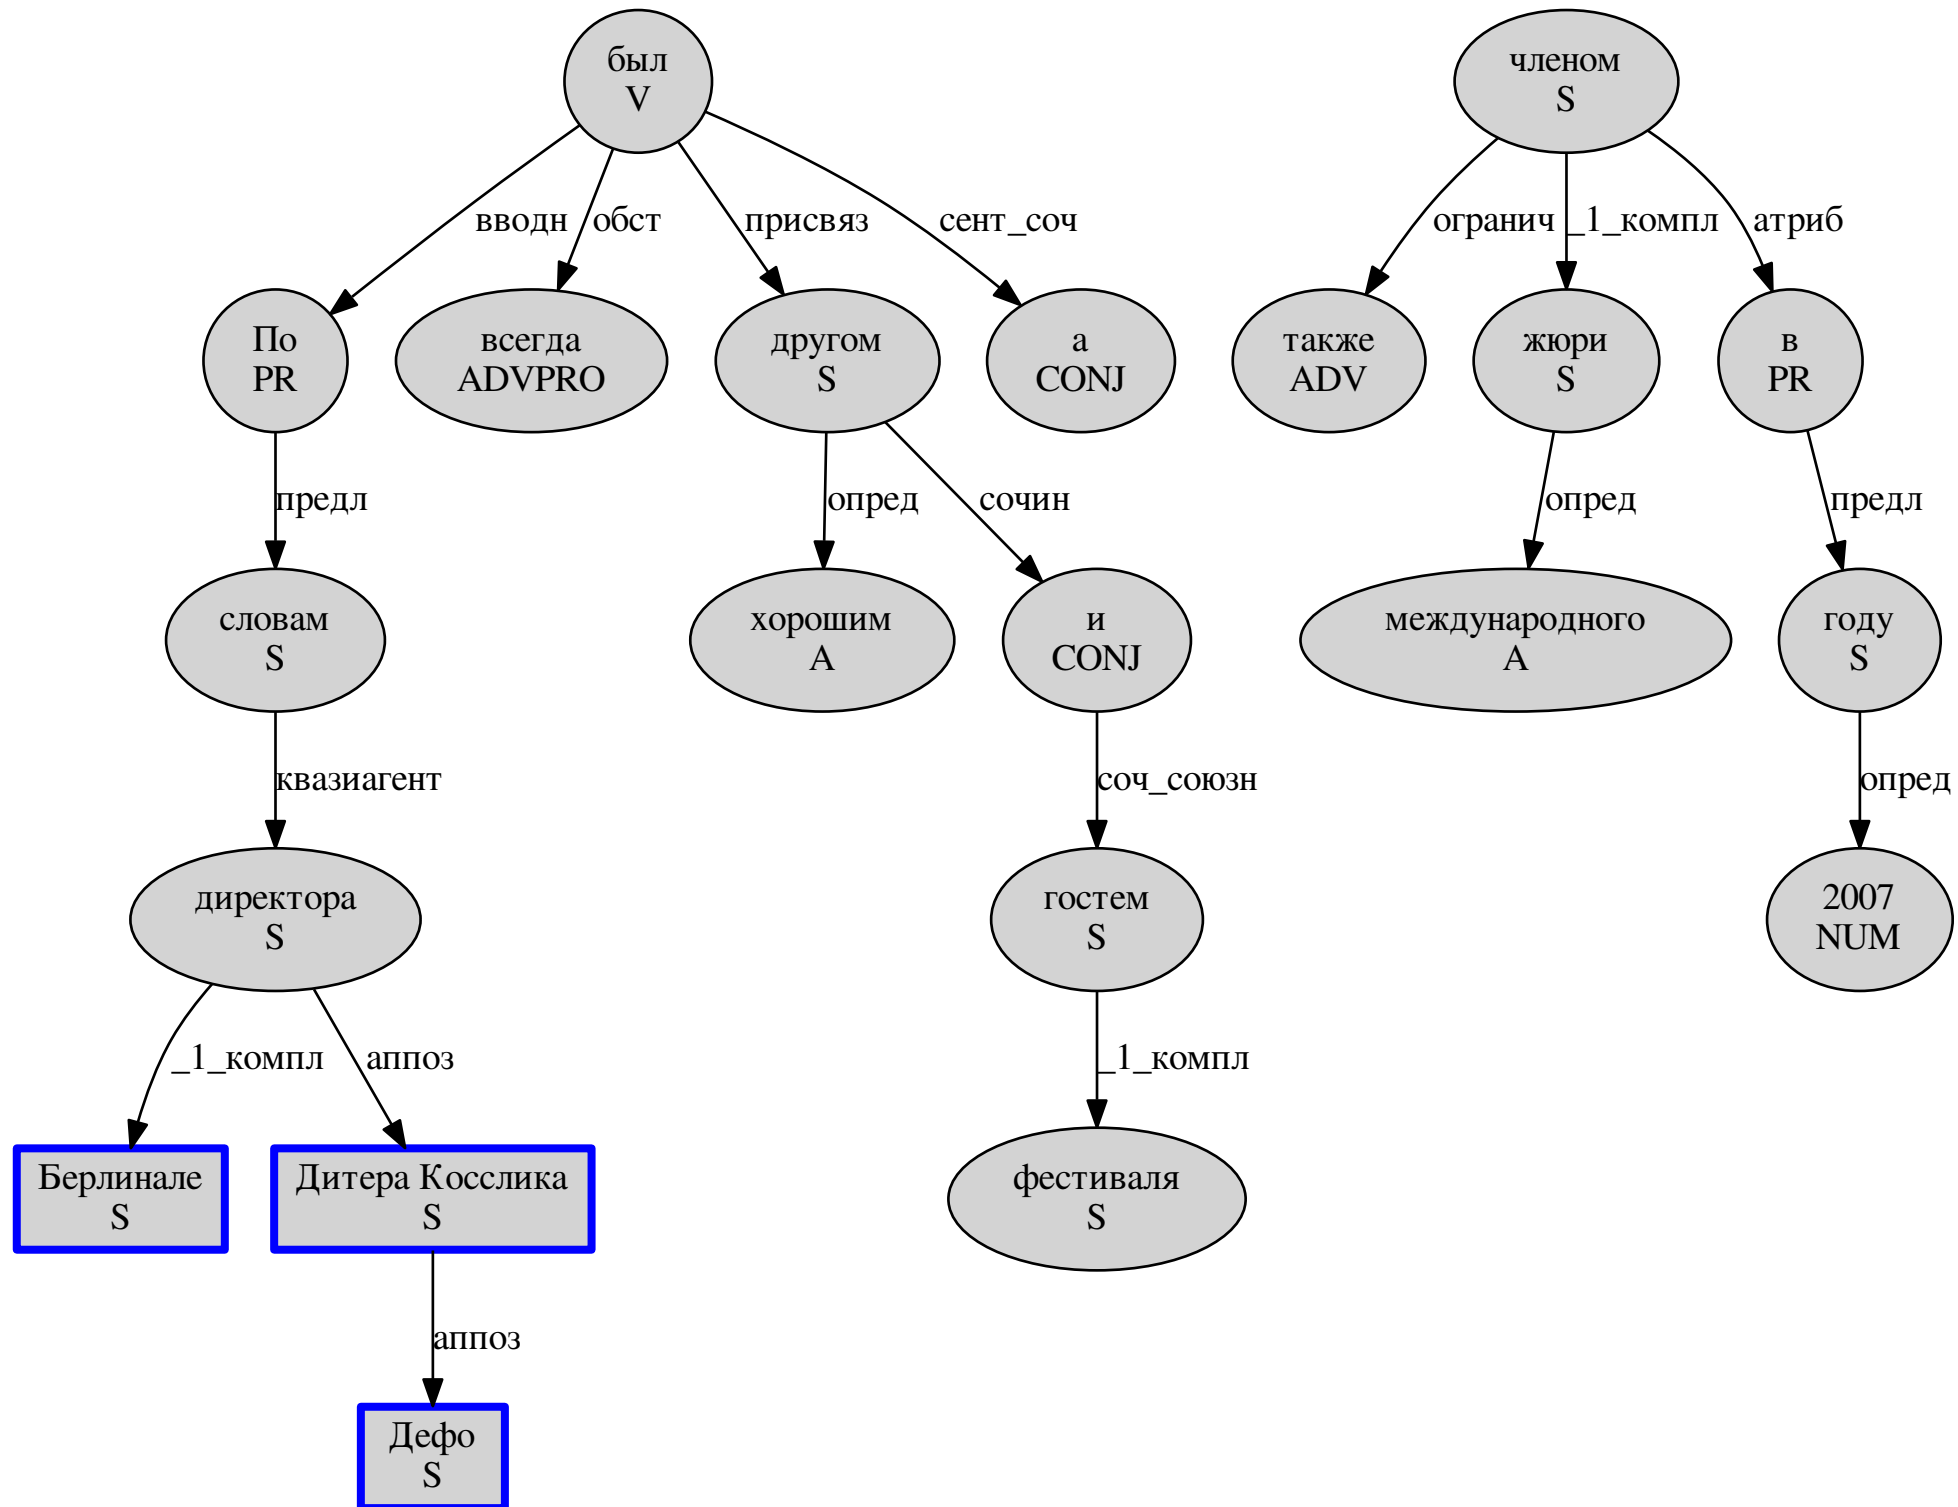 был
V
членом
S
вводн
обст
присвяз
сент_соч
огранич
_1_компл
атриб
По
PR
всегда
ADVPRO
другом
S
а
CONJ
также
ADV
жюри
S
в
PR
предл
опред
сочин
опред
предл
словам
S
хорошим
A
и
CONJ
международного
A
году
S
квазиагент
соч_союзн
опред
директора
S
гостем
S
2007
NUM
_1_компл
аппоз
_1_компл
Берлинале
S
Дитера Косслика
S
фестиваля
S
аппоз
Дефо
S